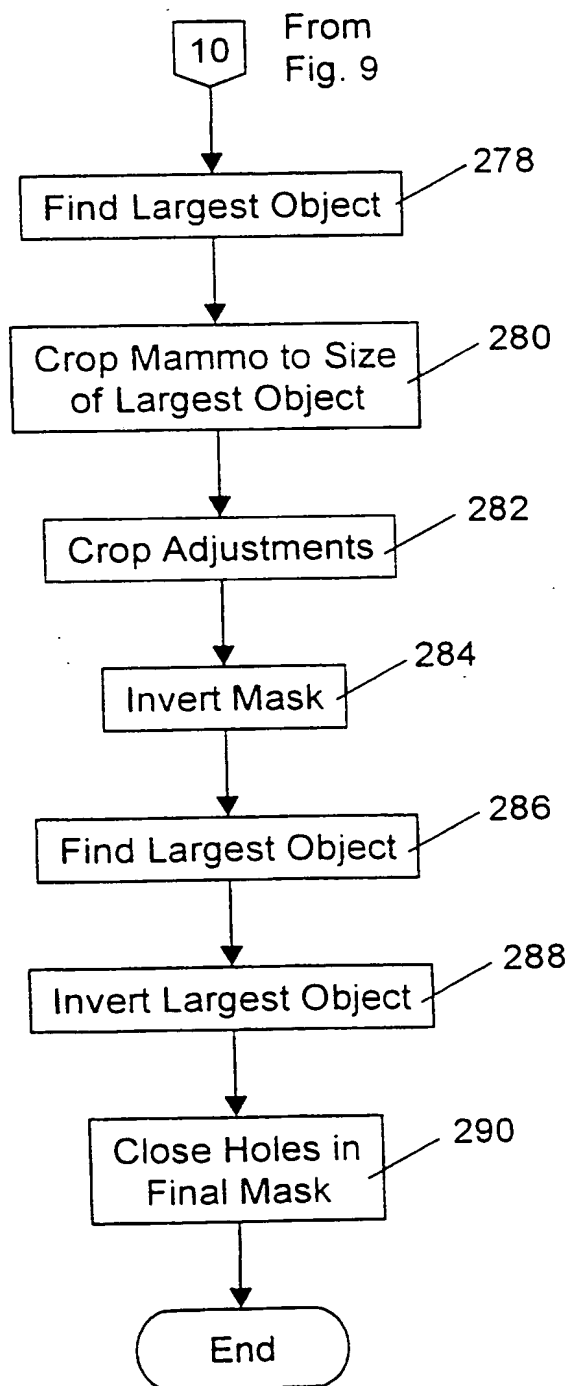 10
From
Fig. 9
278
Find Largest Object
280
Crop Mammo to Size
of Largest Object
282
Crop Adjustments
284
Invert Mask
286
Find Largest Object
288
Invert Largest Object
290
Close Holes in
Final Mask
End